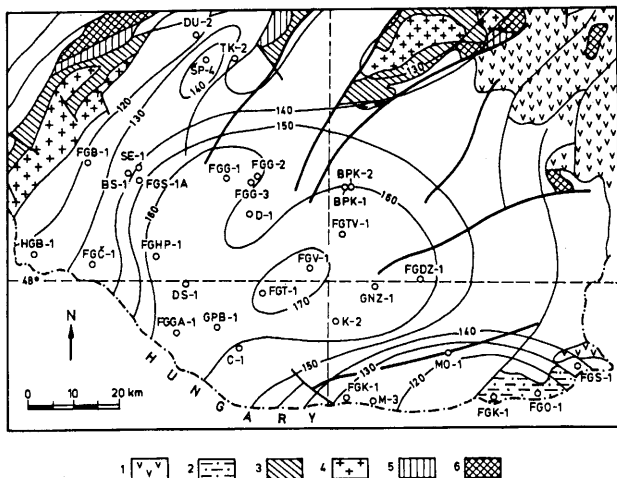 DU-2
TK-2
ŠP-4
130
140
120
130
140
150
FGB-1
SE-1
BS-1
FGS-1A
FGG-1
FGG-2
FGG-3
D-1
BPK-2
BPK-1
160
160
FGTV-1
HGB-1
FGČ-1
FGHP-1
FGV-1
FGDZ-1
48°
DS-1
FGT-1
GNZ-1
170
N
FGGA-1
GPB-1
K-2
C-1
HUNGARY
140
150
130
120
MO-1
FGS-1
0 10 20 km
FGK-1
M-3
FGK-1
FGO-1
1 2 3 4 5 6